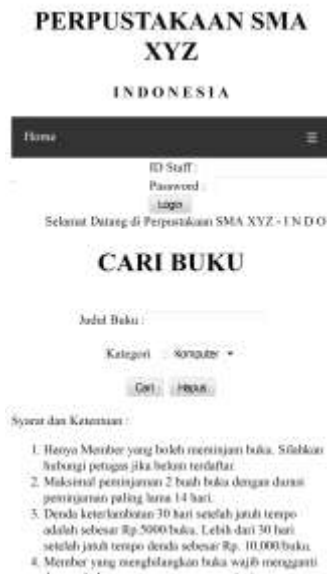 PERPUSTAKAAN SMA
XYZ
INDONESIA
Home
ID Staff :
Password :
Login
Selamat Datang di Perpustakaan SMA XYZ - I N D O
CARI BUKU
Judul Buku :
Kategori : Komputer
Cari Hapus
Syarat dan Ketentuan :
1. Hanya Member yang boleh meminjam buku. Silahkan
hubungi petugas jika belum terdaftar.
2. Maksimal peminjaman 2 buah buku dengan durasi
peminjaman paling lama 14 hari.
3. Denda keterlambatan 30 hari setelah jatuh tempo
adalah sebesar Rp.5000/buku. Lebih dari 30 hari
setelah jatuh tempo denda sebesar Rp. 10,000/buku.
4. Member yang menghilangkan buku wajib mengganti